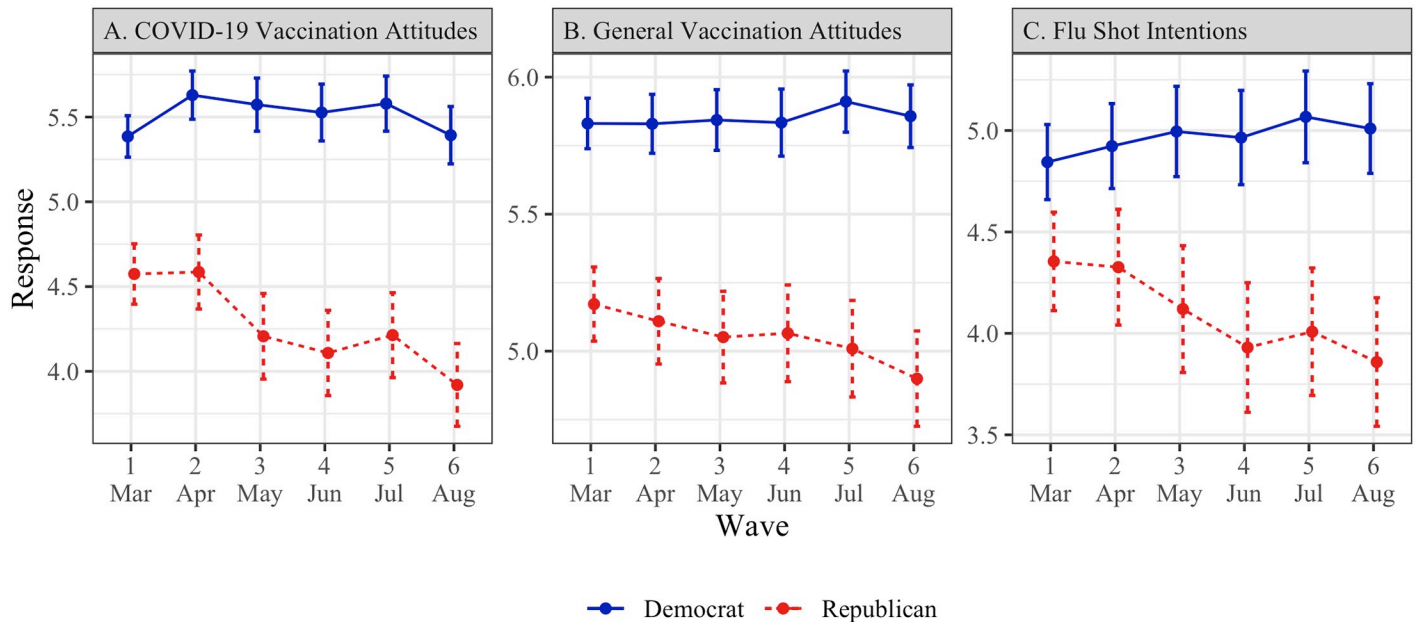 A. COVID-19 Vaccination Attitudes
B. General Vaccination Attitudes
C. Flu Shot Intentions
Response
5.5
5.0
4.5
4.0
6.0
5.5
5.0
5.0
4.5
4.0
3.5
1 2 3 4 5 6
Mar Apr May Jun Jul Aug
1 2 3 4 5 6
Mar Apr May Jun Jul Aug
1 2 3 4 5 6
Mar Apr May Jun Jul Aug
Wave
Democrat Republican